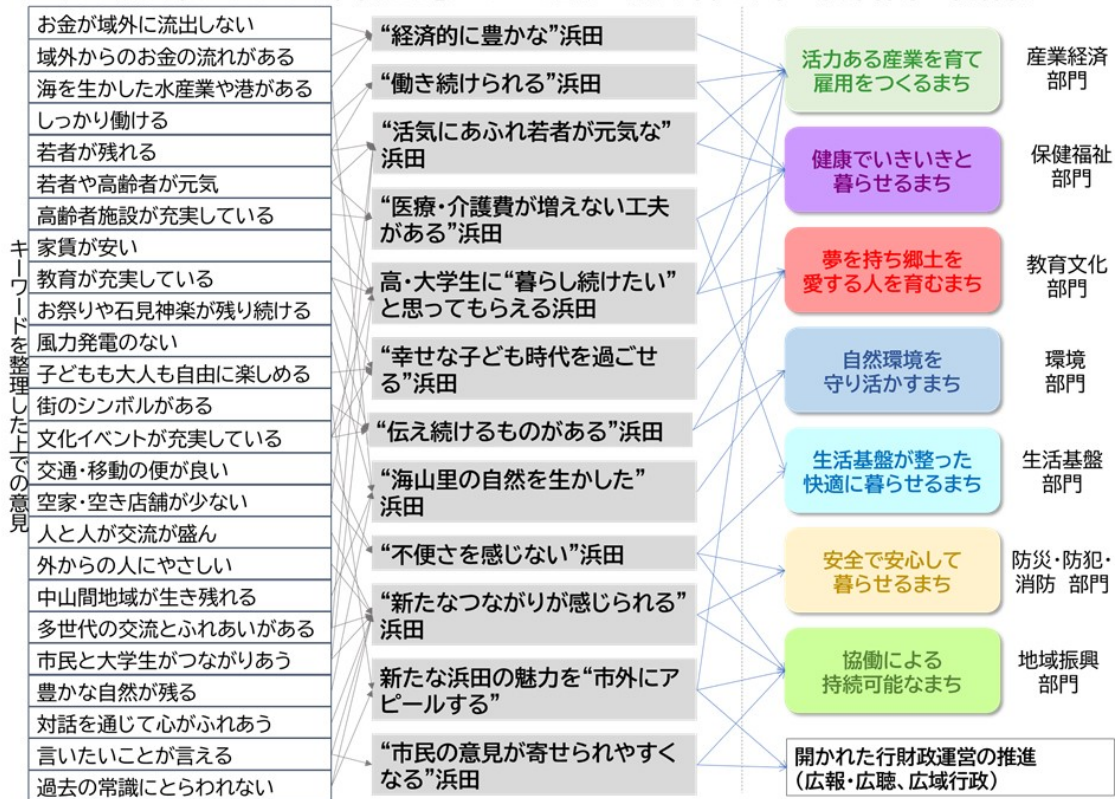 キーワードを整理した上での意見
お金が域外に流出しない
域外からのお金の流れがある
海を生かした水産業や港がある
しっかり働ける
若者が残れる
若者や高齢者が元気
高齢者施設が充実している
家賃が安い
教育が充実している
お祭りや石見神楽が残り続ける
風力発電のない
子どもも大人も自由に楽しめる
街のシンボルがある
文化イベントが充実している
交通・移動の便が良い
空家・空き店舗が少ない
人と人が交流が盛ん
外からの人にやさしい
中山間地域が生き残れる
多世代の交流とふれあいがある
市民と大学生がつながりあう
豊かな自然が残る
対話を通じて心がふれあう
言いたいことが言える
過去の常識にとらわれない
“経済的に豊かな”浜田
“働き続けられる”浜田
“活気にあふれ若者が元気な”
浜田
“医療・介護費が増えない工夫
がある”浜田
高・大学生に“暮らし続けたい”
と思ってもらえる浜田
“幸せな子ども時代を過ごせ
る”浜田
“伝え続けるものがある”浜田
“海山里の自然を生かした”
浜田
“不便さを感じない”浜田
“新たなつながりが感じられる”
浜田
新たな浜田の魅力を“市外にア
ピールする”
“市民の意見が寄せられやすく
なる”浜田
活力ある産業を育て
雇用をつくるまち
産業経済
部門
健康でいきいきと
暮らせるまち
保健福祉
部門
夢を持ち郷土を
愛する人を育むまち
教育文化
部門
自然環境を
守り活かすまち
環境
部門
生活基盤が整った
快適に暮らせるまち
生活基盤
部門
安全で安心して
暮らせるまち
防災・防犯・
消防 部門
協働による
持続可能なまち
地域振興
部門
開かれた行財政運営の推進
（広報・広聴、広域行政）